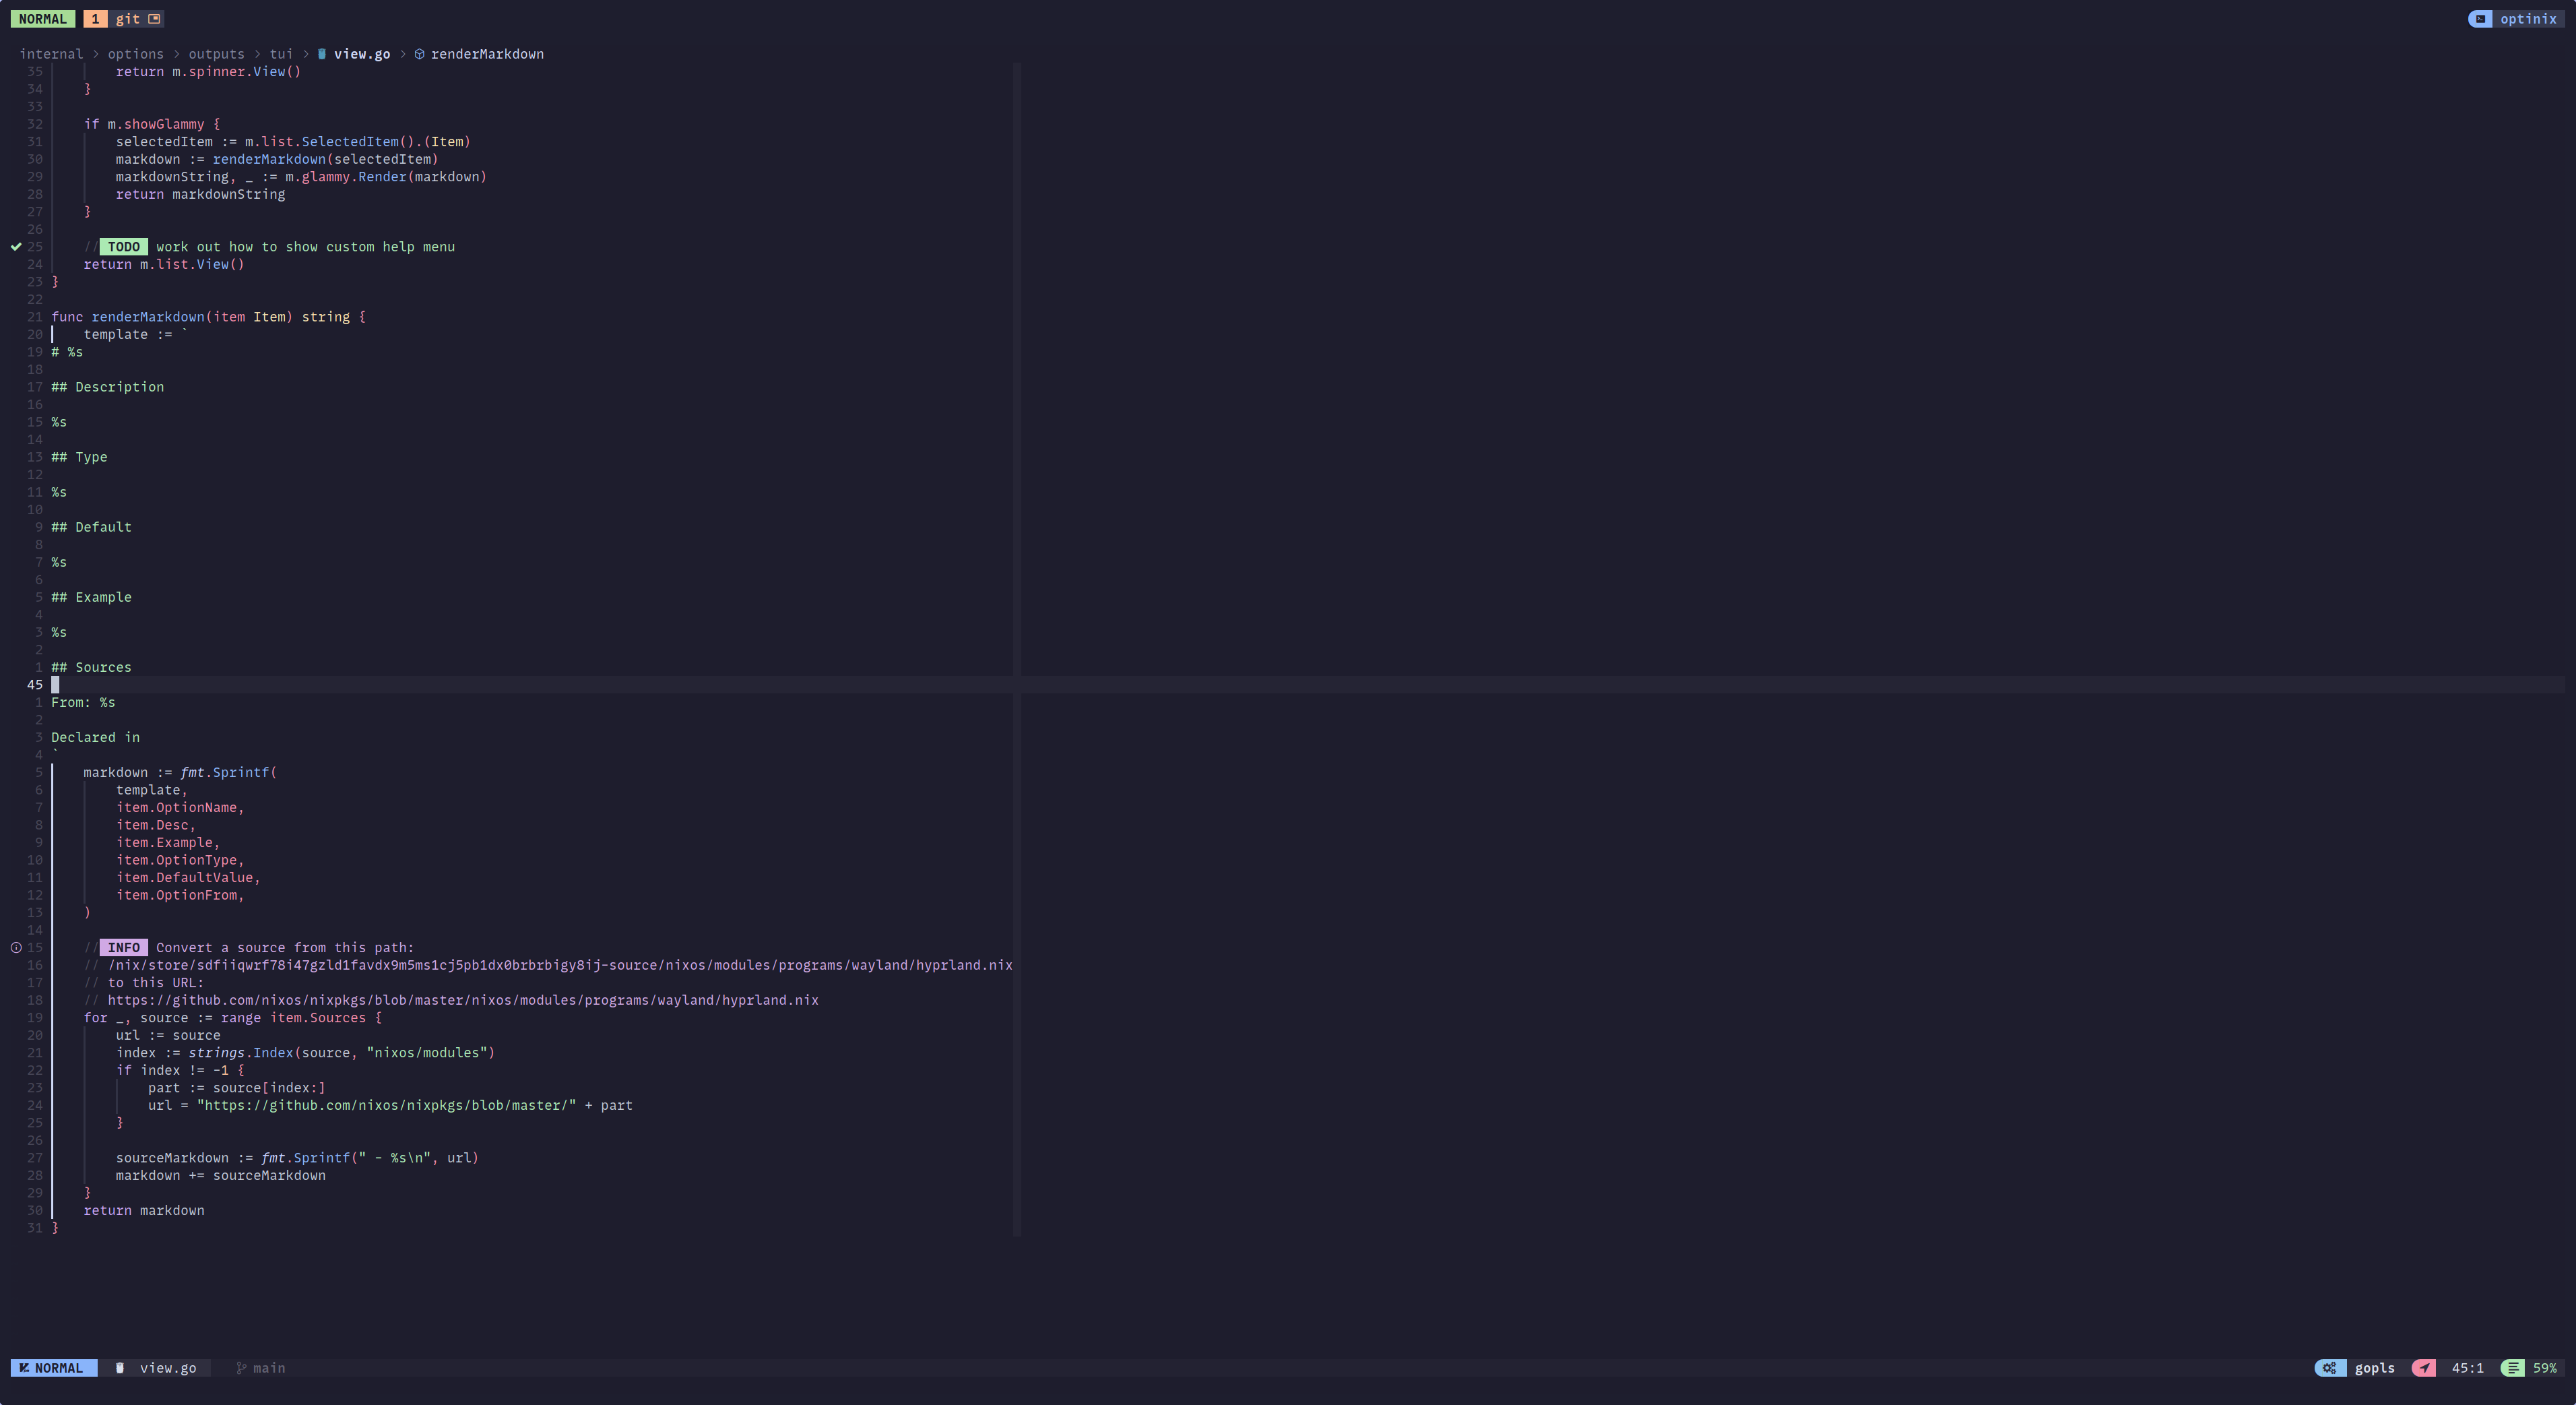 NORMAL 1 git optinix
internal > options > outputs > tui > view.go > renderMarkdown
35 return m.spinner.View()
34 }
33
32 if m.showGlammy {
31 selectedItem := m.list.SelectedItem().(Item)
30 markdown := renderMarkdown(selectedItem)
29 markdownString, _ := m.glammy.Render(markdown)
28 return markdownString
27 }
26
25 // TODO work out how to show custom help menu
24 return m.list.View()
23 }
22
21 func renderMarkdown(item Item) string {
20 template := `
19 # %s
18
17 ## Description
16
15 %s
14
13 ## Type
12
11 %s
10
9 ## Default
8
7 %s
6
5 ## Example
4
3 %s
2
1 ## Sources
45
1 From: %s
2
3 Declared in
4 `
5 markdown := fmt.Sprintf(
6 template,
7 item.OptionName,
8 item.Desc,
9 item.Example,
10 item.OptionType,
11 item.DefaultValue,
12 item.OptionFrom,
13 )
14
15 // INFO Convert a source from this path:
16 // /nix/store/sdfiiqwrf78i47gzld1favdx9m5ms1cj5pb1dx0brbrbigy8ij-source/nixos/modules/programs/wayland/hyprland.nix
17 // to this URL:
18 // https://github.com/nixos/nixpkgs/blob/master/nixos/modules/programs/wayland/hyprland.nix
19 for _, source := range item.Sources {
20 url := source
21 index := strings.Index(source, "nixos/modules")
22 if index != -1 {
23 part := source[index:]
24 url = "https://github.com/nixos/nixpkgs/blob/master/" + part
25 }
26
27 sourceMarkdown := fmt.Sprintf(" - %s\n", url)
28 markdown += sourceMarkdown
29 }
30 return markdown
31 }
NORMAL view.go main gopls 45:1 59%